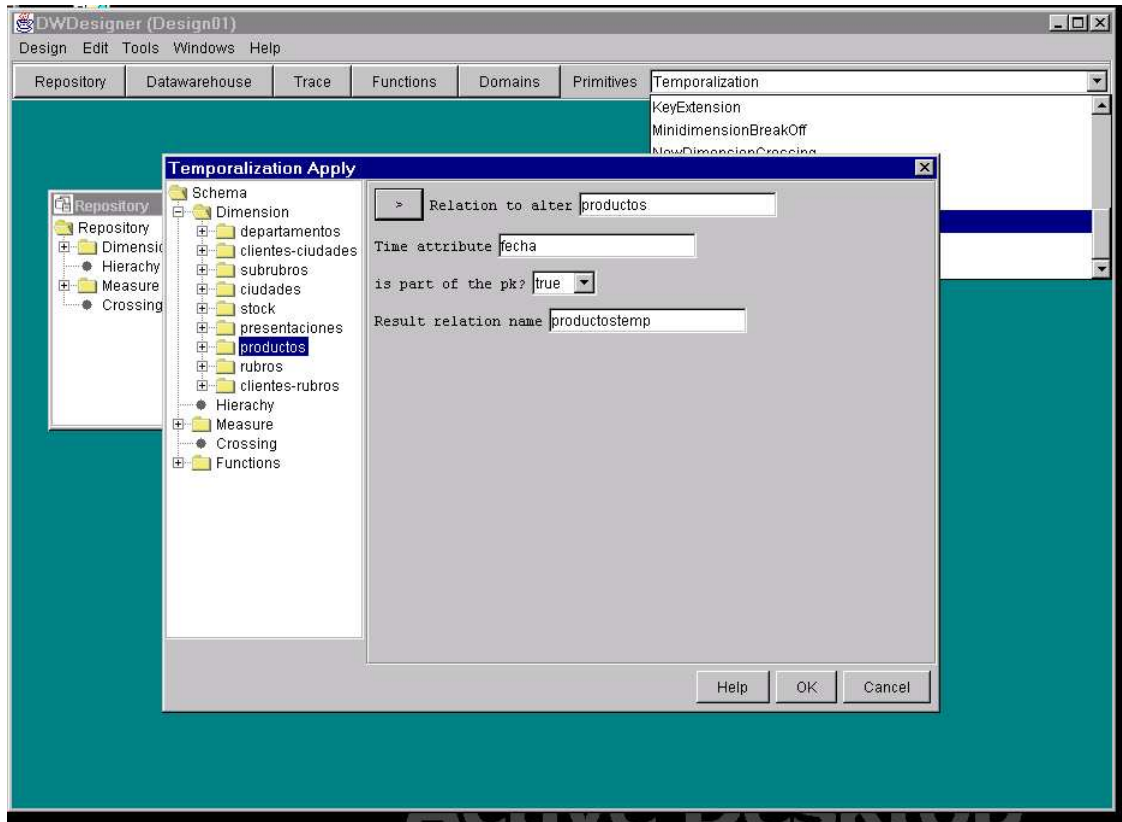 DWDesigner (Design01)
Design Edit Tools Windows Help
Repository Datawarehouse Trace Functions Domains Primitives Temporalization
KeyExtension
MinidimensionBreakOff
NewDimensionCrossing
Temporalization Apply
Repository
Repository
Hierachy
Measure
Crossing
Schema
Dimension
departamentos
clientes-ciudades
subrubros
ciudades
stock
presentaciones
productos
rubros
clientes-rubros
Hierachy
Measure
Crossing
Functions
> Relation to alter productos
Time attribute fecha
is part of the pk? true
Result relation name productostemp
Help OK Cancel
Active Desktop